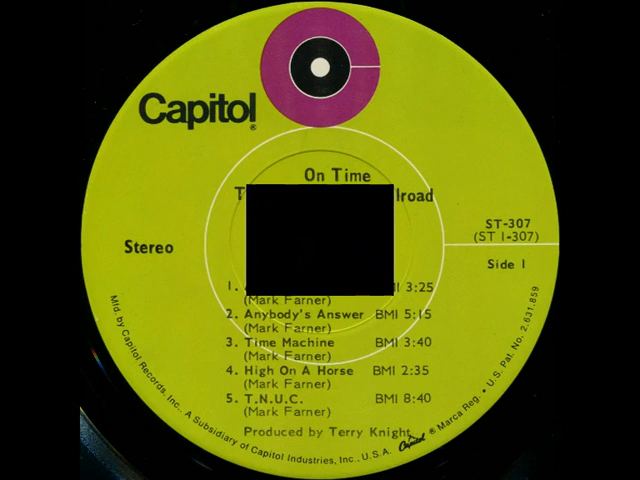 Capitol®
On Time
Stereo
ST-307
(ST 1-307)
Side 1
1. BMI 3:25
(Mark Farner)
2. Anybody's Answer BMI 5:15
(Mark Farner)
3. Time Machine BMI 3:40
(Mark Farner)
4. High On A Horse BMI 2:35
(Mark Farner)
5. T.N.U.C. BMI 8:40
(Mark Farner)
Produced by Terry Knight
Mfd. by Capitol Records, Inc., A Subsidiary of Capitol Industries, Inc., U.S.A. Capitol ® Marca Reg. • U.S. Pat. No. 2,631,859